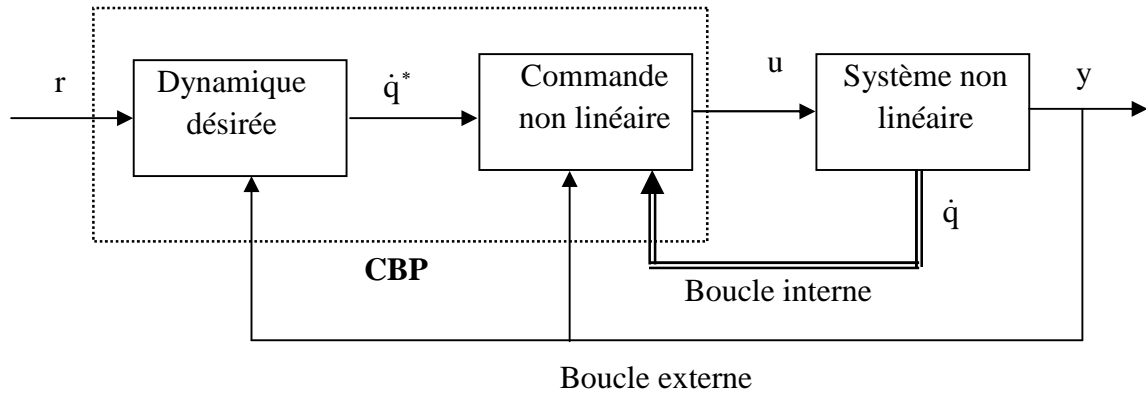 r
Dynamique
désirée
q̇*
Commande
non linéaire
u
Système non
linéaire
y
q̇
CBP
Boucle interne
Boucle externe